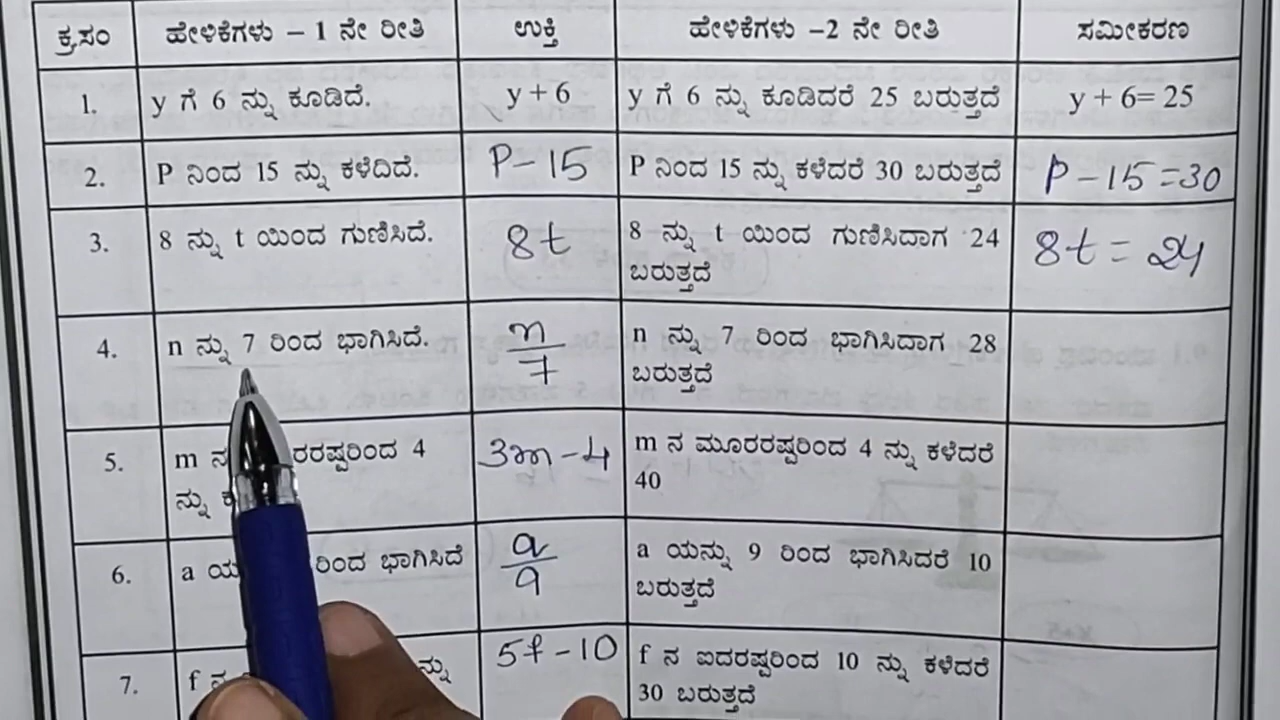 ಕ್ರಸಂ ಹೇಳಿಕೆಗಳು – 1 ನೇ ರೀತಿ ಉಕ್ತಿ ಹೇಳಿಕೆಗಳು –2 ನೇ ರೀತಿ ಸಮೀಕರಣ
1. y ಗೆ 6 ನ್ನು ಕೂಡಿದೆ. y + 6 y ಗೆ 6 ನ್ನು ಕೂಡಿದರೆ 25 ಬರುತ್ತದೆ y + 6= 25
2. P ನಿಂದ 15 ನ್ನು ಕಳೆದಿದೆ. P – 15 P ನಿಂದ 15 ನ್ನು ಕಳೆದರೆ 30 ಬರುತ್ತದೆ P – 15 = 30
3. 8 ನ್ನು t ಯಿಂದ ಗುಣಿಸಿದೆ. 8t 8 ನ್ನು t ಯಿಂದ ಗುಣಿಸಿದಾಗ 24 8t = 24
ಬರುತ್ತದೆ
4. n ನ್ನು 7 ರಿಂದ ಭಾಗಿಸಿದೆ. n/7 n ನ್ನು 7 ರಿಂದ ಭಾಗಿಸಿದಾಗ 28
ಬರುತ್ತದೆ
5. m ನ ರರಷ್ಟರಿಂದ 4 3m – 4 m ನ ಮೂರರಷ್ಟರಿಂದ 4 ನ್ನು ಕಳೆದರೆ
ನ್ನು ಕ 40
6. a ಯ ರಿಂದ ಭಾಗಿಸಿದೆ a/9 a ಯನ್ನು 9 ರಿಂದ ಭಾಗಿಸಿದರೆ 10
ಬರುತ್ತದೆ
7. f ನ ನ್ನು 5f – 10 f ನ ಐದರಷ್ಟರಿಂದ 10 ನ್ನು ಕಳೆದರೆ
30 ಬರುತ್ತದೆ